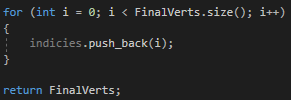 for (int i = 0; i < FinalVerts.size(); i++)
{
indicies.push_back(i);
}
return FinalVerts;